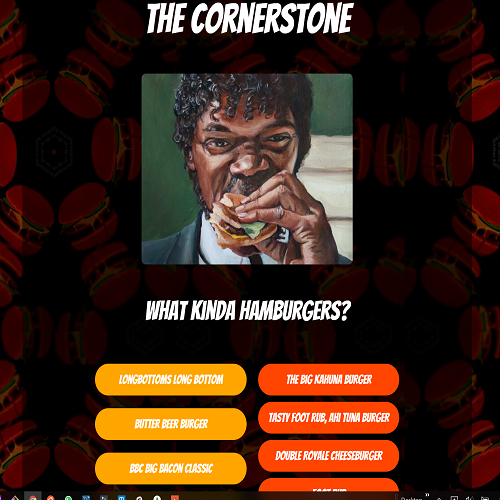 THE CORNERSTONE
WHAT KINDA HAMBURGERS?
LONGBOTTOMS LONG BOTTOM
THE BIG KAHUNA BURGER
BUTTER BEER BURGER
TASTY FOOT RUB, AHI TUNA BURGER
BBC BIG BACON CLASSIC
DOUBLE ROYALE CHEESEBURGER
Desktop